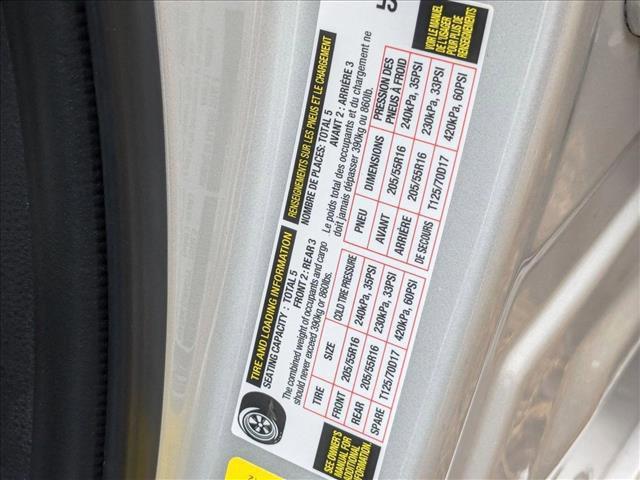 TIRE AND LOADING INFORMATION
SEATING CAPACITY : TOTAL 5
FRONT 2 : REAR 3
The combined weight of occupants and cargo
should never exceed 390kg or 860lbs.
TIRE SIZE COLD TIRE PRESSURE
FRONT 205/55R16 240kPa, 35PSI
REAR 205/55R16 230kPa, 33PSI
SPARE T125/70D17 420kPa, 60PSI
SEE OWNER'S
MANUAL FOR
ADDITIONAL
INFORMATION
RENSEIGNEMENTS SUR LES PNEUS ET LE CHARGEMENT
NOMBRE DE PLACES: TOTAL 5
AVANT 2 : ARRIÈRE 3
Le poids total des occupants et du chargement ne
doit jamais dépasser 390kg ou 860lb.
PNEU DIMENSIONS PRESSION DES
PNEUS À FROID
AVANT 205/55R16 240kPa, 35PSI
ARRIÈRE 205/55R16 230kPa, 33PSI
DE SECOURS T125/70D17 420kPa, 60PSI
VOIR LE MANUEL
DE L'USAGER
POUR PLUS DE
RENSEIGNEMENTS